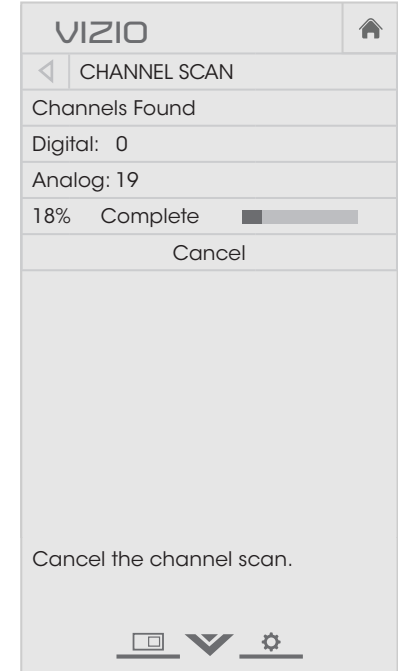 VIZIO
CHANNEL SCAN
Channels Found
Digital: 0
Analog: 19
18% Complete
Cancel
Cancel the channel scan.